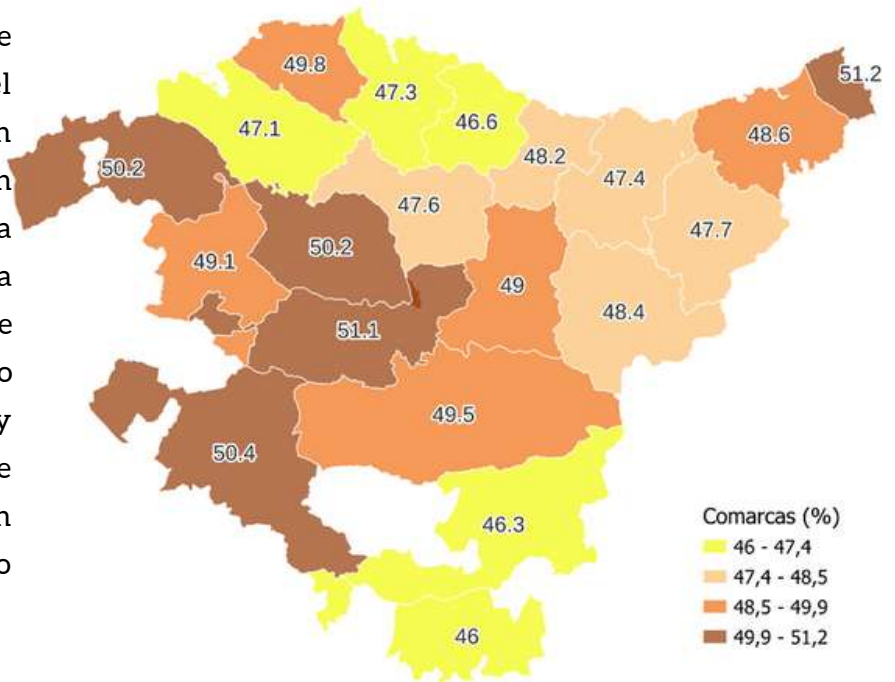 e
el
n
n
a
a
e
o
y
e
n
o
49.8
47.3
51.2
47.1
46.6
48.6
48.2
50.2
47.4
47.6
47.7
50.2
49.1
49
51.1
48.4
49.5
50.4
46.3
46
Comarcas (%)
46 - 47,4
47,4 - 48,5
48,5 - 49,9
49,9 - 51,2